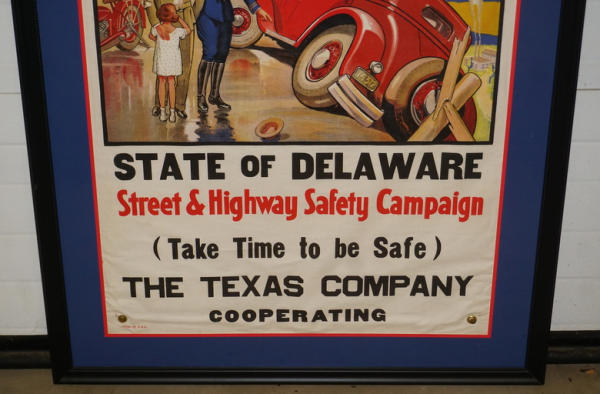 STATE OF DELAWARE
Street & Highway Safety Campaign
(Take Time to be Safe)
THE TEXAS COMPANY
COOPERATING